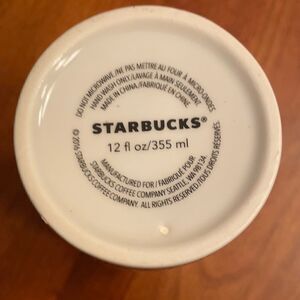 DO NOT MICROWAVE/NE PAS METTRE AU FOUR À MICRO-ONDES
HAND WASH ONLY/LAVAGE À MAIN SEULEMENT
MADE IN CHINA/FABRIQUÉ EN CHINE
STARBUCKS®
12 fl oz/355 ml
MANUFACTURED FOR/FABRIQUÉ POUR
STARBUCKS COFFEE COMPANY SEATTLE, WA 98134
© 2016 STARBUCKS COFFEE COMPANY. ALL RIGHTS RESERVED/TOUS DROITS RÉSERVÉS